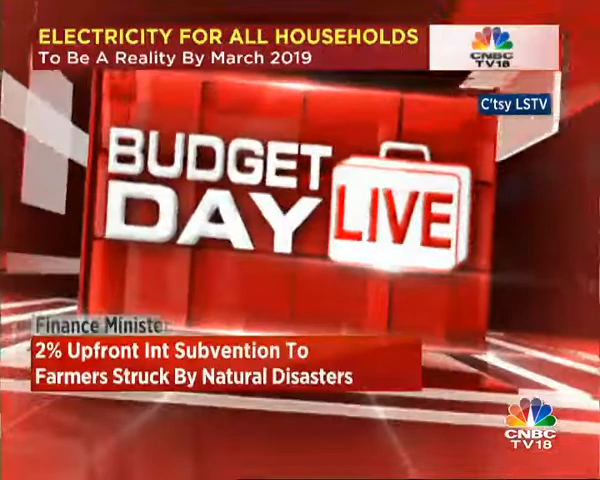 ELECTRICITY FOR ALL HOUSEHOLDS
To Be A Reality By March 2019
CNBC
TV18
C'tsy LSTV
BUDGET
DAY LIVE
Finance Minister
2% Upfront Int Subvention To
Farmers Struck By Natural Disasters
CNBC
TV18